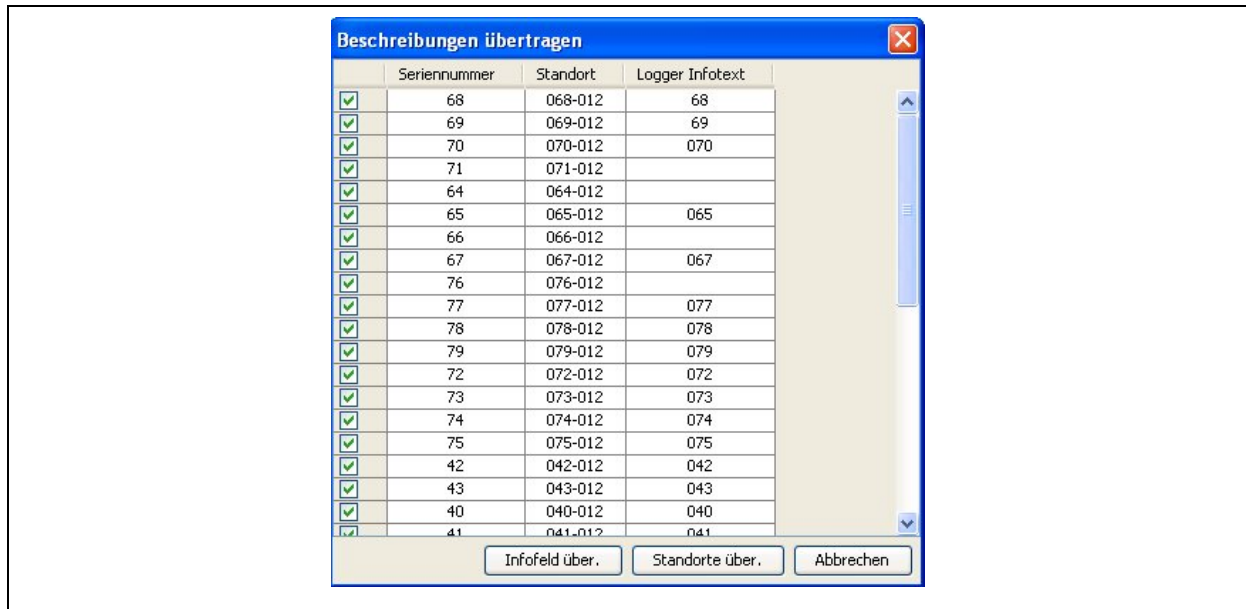 Beschreibungen übertragen
Seriennummer Standort Logger Infotext
68 068-012 68
69 069-012 69
70 070-012 070
71 071-012
64 064-012
65 065-012 065
66 066-012
67 067-012 067
76 076-012
77 077-012 077
78 078-012 078
79 079-012 079
72 072-012 072
73 073-012 073
74 074-012 074
75 075-012 075
42 042-012 042
43 043-012 043
40 040-012 040
41 041-012 041
Infofeld über. Standorte über. Abbrechen